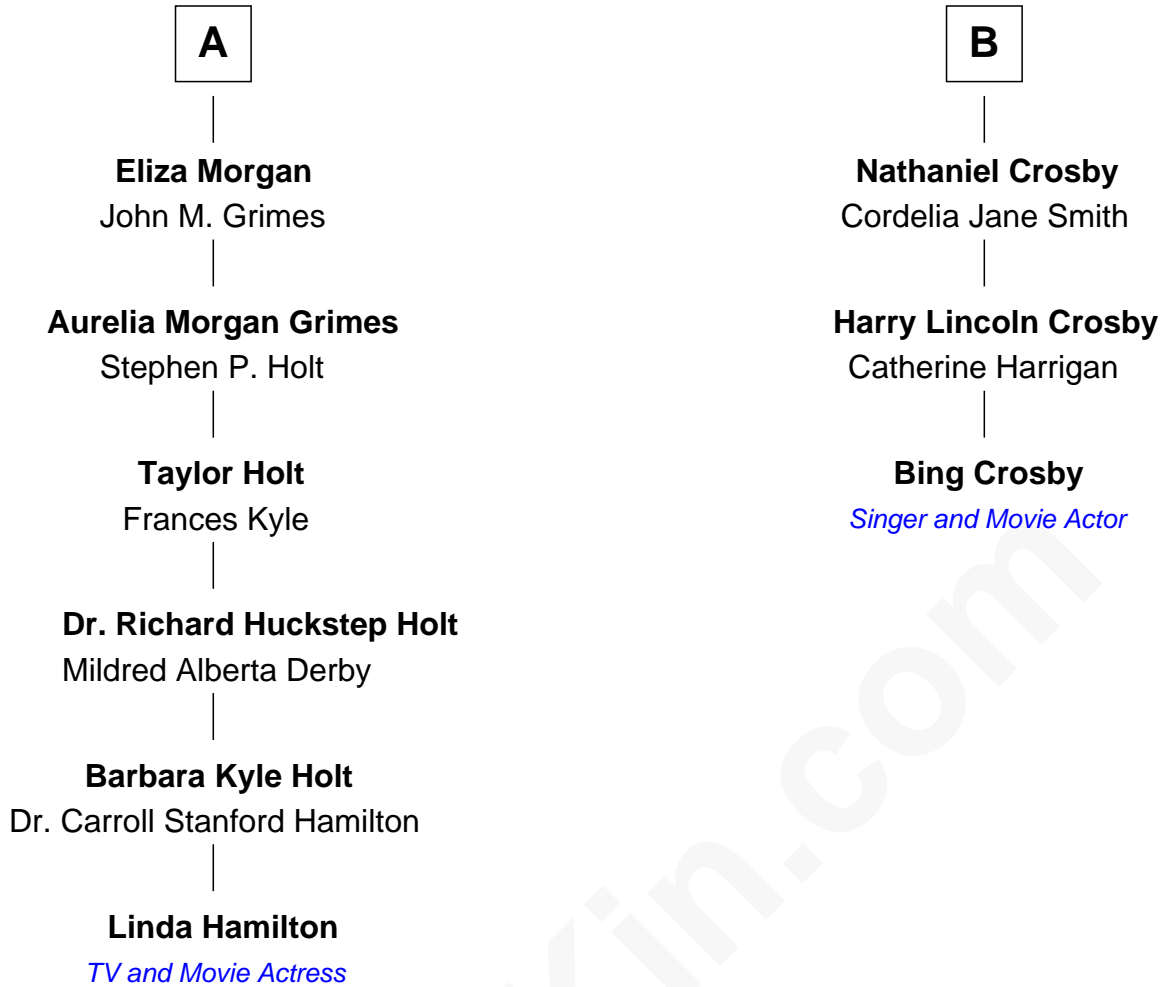 A
Eliza Morgan
John M. Grimes
Aurelia Morgan Grimes
Stephen P. Holt
Taylor Holt
Frances Kyle
Dr. Richard Huckstep Holt
Mildred Alberta Derby
Barbara Kyle Holt
Dr. Carroll Stanford Hamilton
Linda Hamilton
TV and Movie Actress
B
Nathaniel Crosby
Cordelia Jane Smith
Harry Lincoln Crosby
Catherine Harrigan
Bing Crosby
Singer and Movie Actor